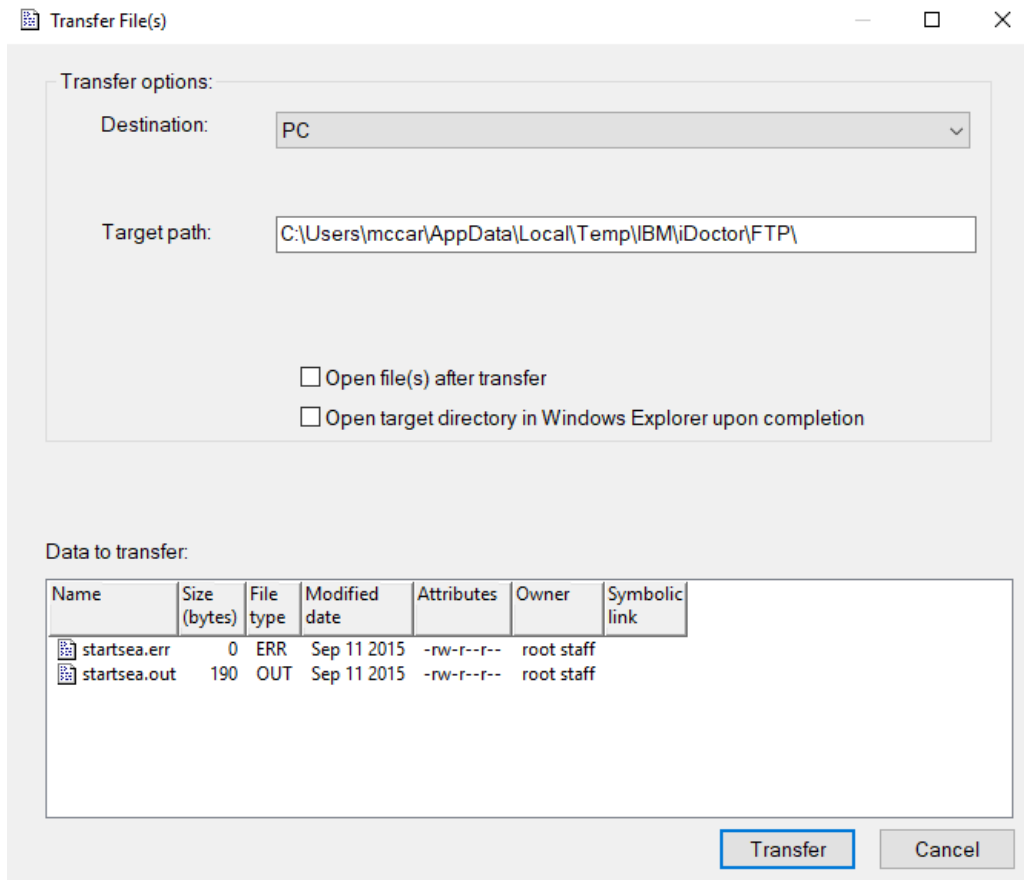 Transfer File(s)
Transfer options:
Destination: PC
Target path: C:\Users\mccar\AppData\Local\Temp\IBM\iDoctor\FTP\
Open file(s) after transfer
Open target directory in Windows Explorer upon completion
Data to transfer:
Name Size (bytes) File type Modified date Attributes Owner Symbolic link
startsea.err 0 ERR Sep 11 2015 -rw-r--r-- root staff
startsea.out 190 OUT Sep 11 2015 -rw-r--r-- root staff
Transfer Cancel